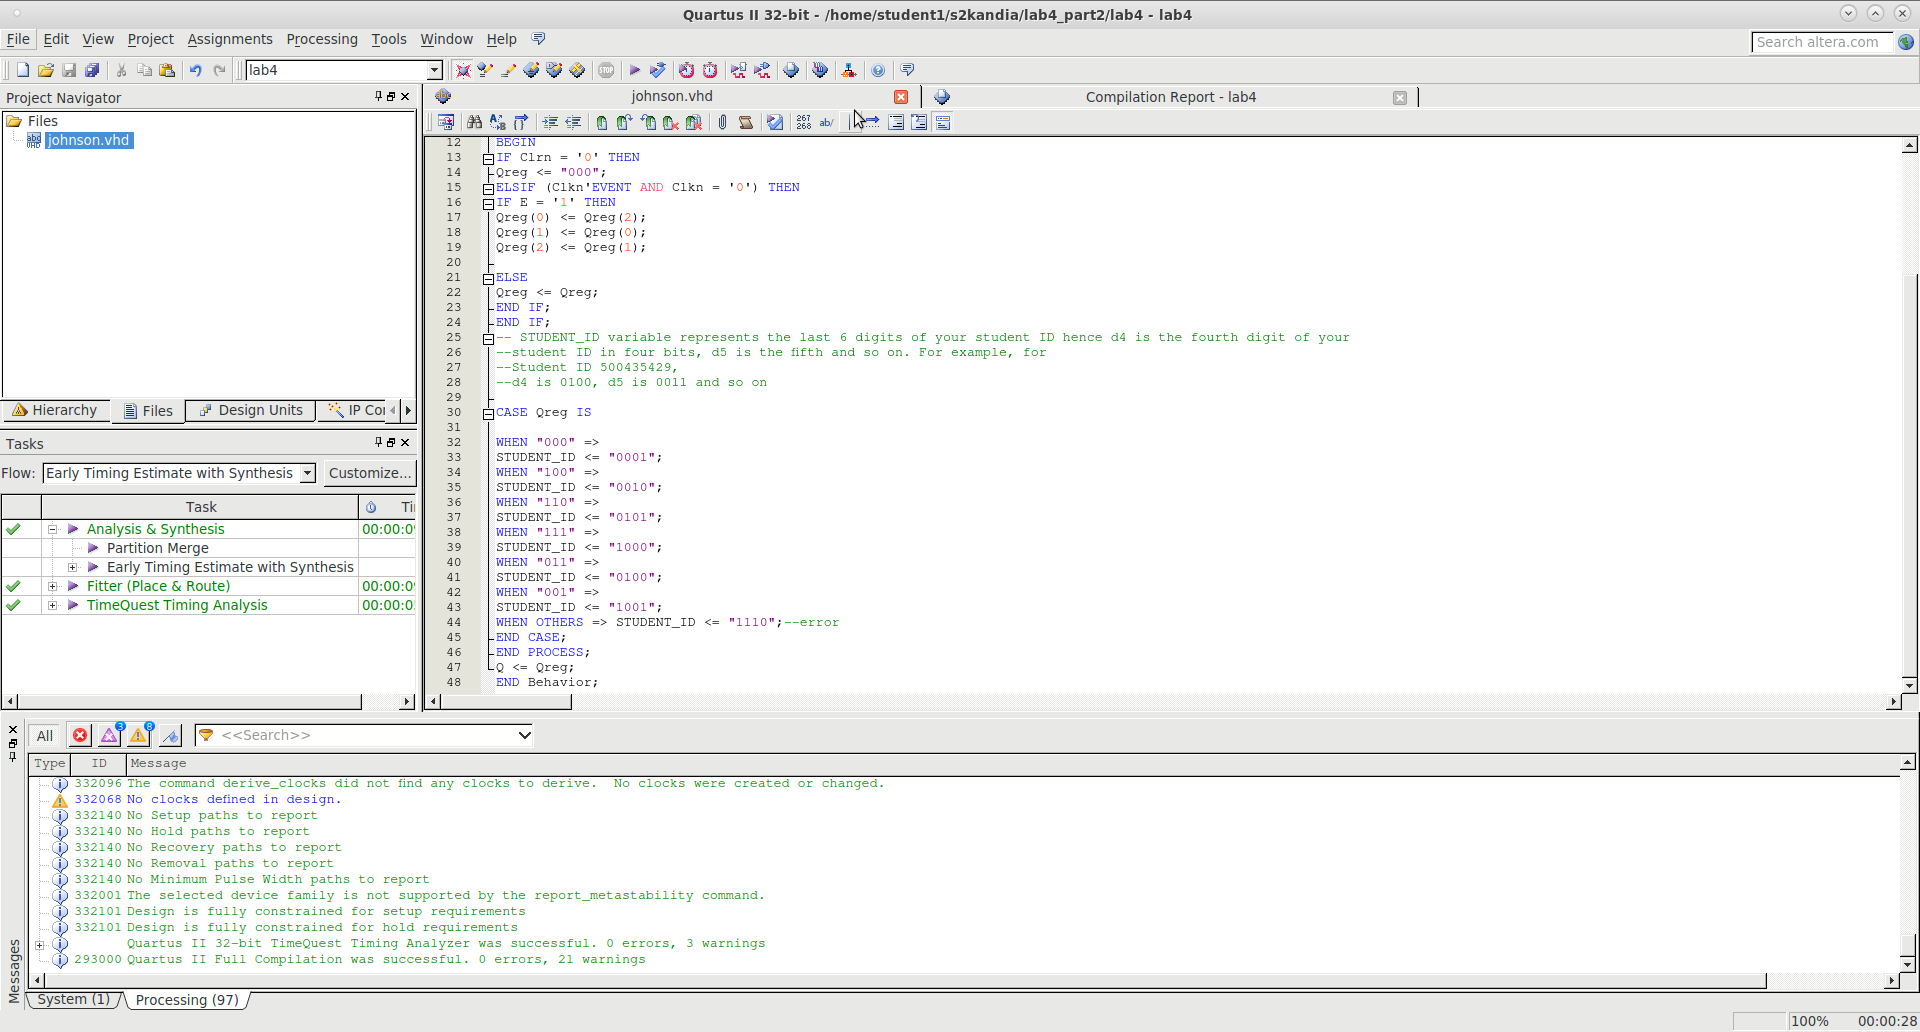 Quartus II 32-bit - /home/student1/s2kandia/lab4_part2/lab4 - lab4
File Edit View Project Assignments Processing Tools Window Help
Search altera.com
lab4
Project Navigator
Files
johnson.vhd
Hierarchy Files Design Units IP Co
Tasks
Flow: Early Timing Estimate with Synthesis Customize...
Task Ti
Analysis & Synthesis 00:00:0
Partition Merge
Early Timing Estimate with Synthesis
Fitter (Place & Route) 00:00:0
TimeQuest Timing Analysis 00:00:0
johnson.vhd Compilation Report - lab4
267
268 ab/
12 BEGIN
13 IF Clrn = '0' THEN
14 Qreg <= "000";
15 ELSIF (Clkn'EVENT AND Clkn = '0') THEN
16 IF E = '1' THEN
17 Qreg(0) <= Qreg(2);
18 Qreg(1) <= Qreg(0);
19 Qreg(2) <= Qreg(1);
20
21 ELSE
22 Qreg <= Qreg;
23 END IF;
24 END IF;
25 -- STUDENT_ID variable represents the last 6 digits of your student ID hence d4 is the fourth digit of your
26 --student ID in four bits, d5 is the fifth and so on. For example, for
27 --Student ID 500435429,
28 --d4 is 0100, d5 is 0011 and so on
29
30 CASE Qreg IS
31
32 WHEN "000" =>
33 STUDENT_ID <= "0001";
34 WHEN "100" =>
35 STUDENT_ID <= "0010";
36 WHEN "110" =>
37 STUDENT_ID <= "0101";
38 WHEN "111" =>
39 STUDENT_ID <= "1000";
40 WHEN "011" =>
41 STUDENT_ID <= "0100";
42 WHEN "001" =>
43 STUDENT_ID <= "1001";
44 WHEN OTHERS => STUDENT_ID <= "1110";--error
45 END CASE;
46 END PROCESS;
47 Q <= Qreg;
48 END Behavior;
All 3 8 <<Search>>
Type ID Message
332096 The command derive_clocks did not find any clocks to derive.  No clocks were created or changed.
332068 No clocks defined in design.
332140 No Setup paths to report
332140 No Hold paths to report
332140 No Recovery paths to report
332140 No Removal paths to report
332140 No Minimum Pulse Width paths to report
332001 The selected device family is not supported by the report_metastability command.
332101 Design is fully constrained for setup requirements
332101 Design is fully constrained for hold requirements
Quartus II 32-bit TimeQuest Timing Analyzer was successful. 0 errors, 3 warnings
293000 Quartus II Full Compilation was successful. 0 errors, 21 warnings
Messages
System (1) Processing (97)
100% 00:00:28